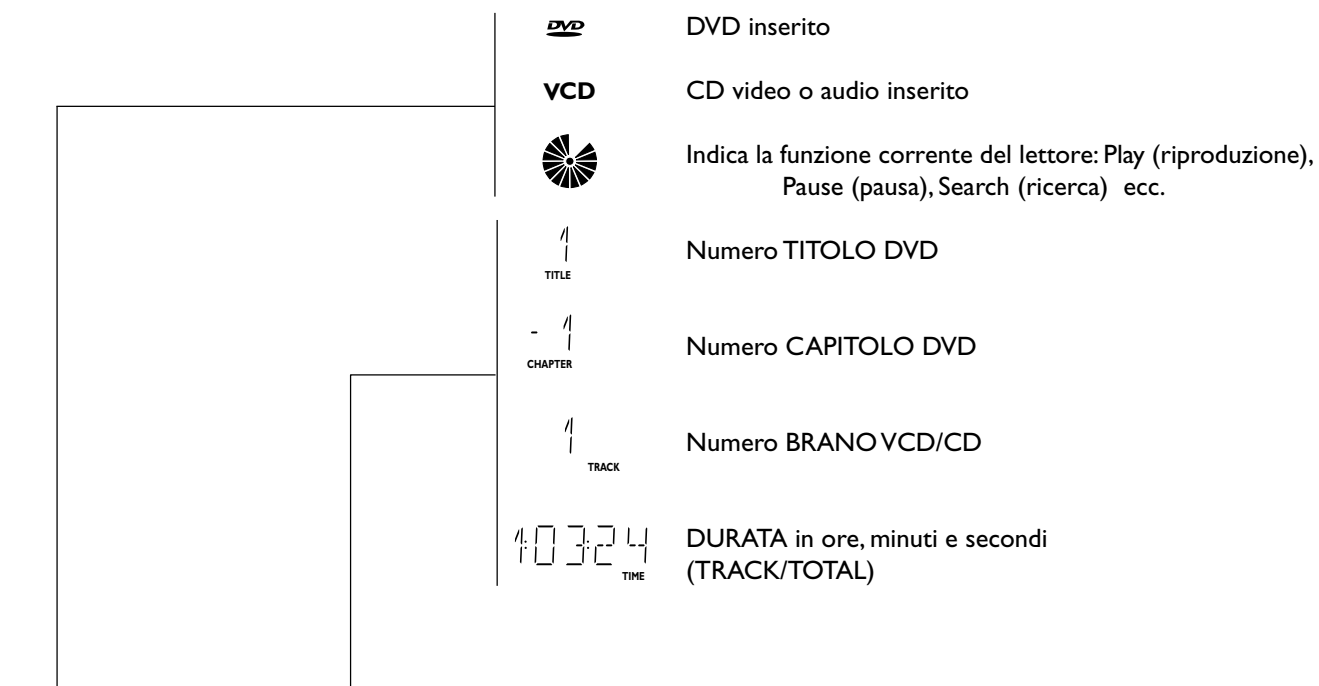 DVD DVD inserito
VCD CD video o audio inserito
Indica la funzione corrente del lettore: Play (riproduzione),
Pause (pausa), Search (ricerca) ecc.
1
TITLE
Numero TITOLO DVD
- 1
CHAPTER
Numero CAPITOLO DVD
1
TRACK
Numero BRANO VCD/CD
1:03:24
TIME
DURATA in ore, minuti e secondi
(TRACK/TOTAL)